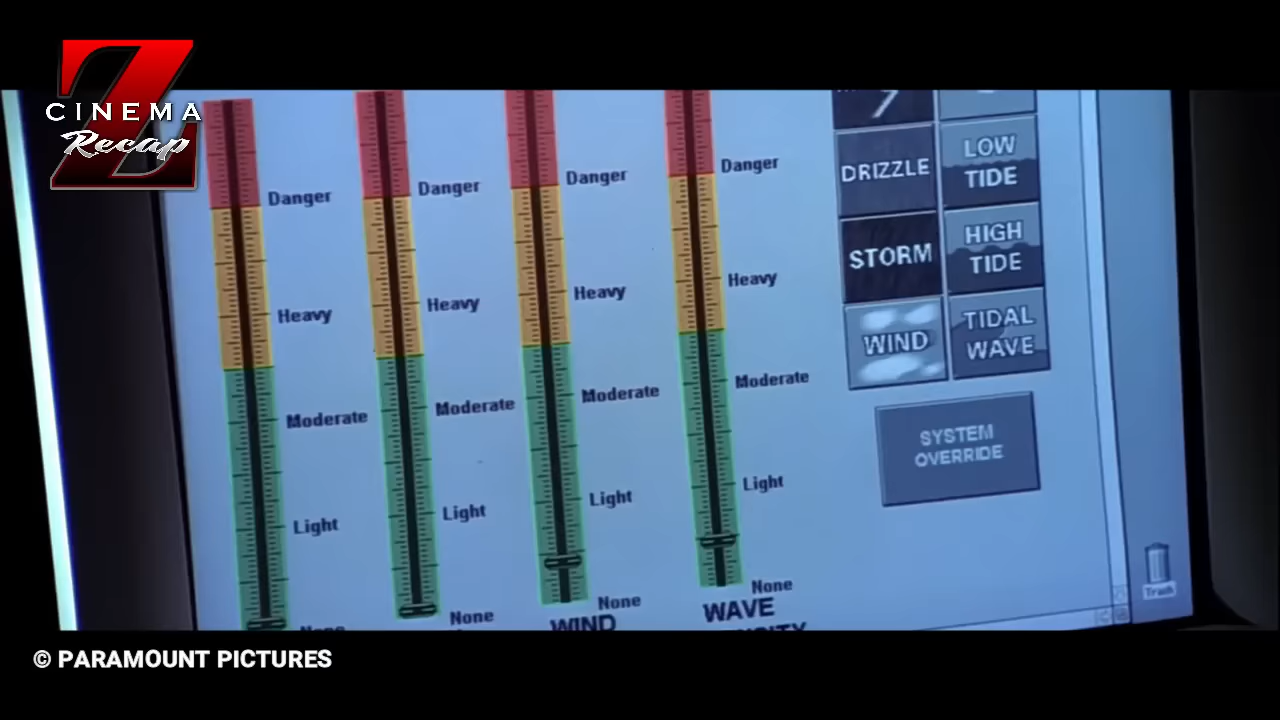 Z
CINEMA
Recap
Danger
Danger
Danger
Danger
Heavy
Heavy
Heavy
Heavy
Moderate
Moderate
Moderate
Moderate
Light
Light
Light
Light
None
None
None
WIND
WAVE
DRIZZLE
LOW
TIDE
STORM
HIGH
TIDE
WIND
TIDAL
WAVE
SYSTEM
OVERRIDE
Trash
© PARAMOUNT PICTURES